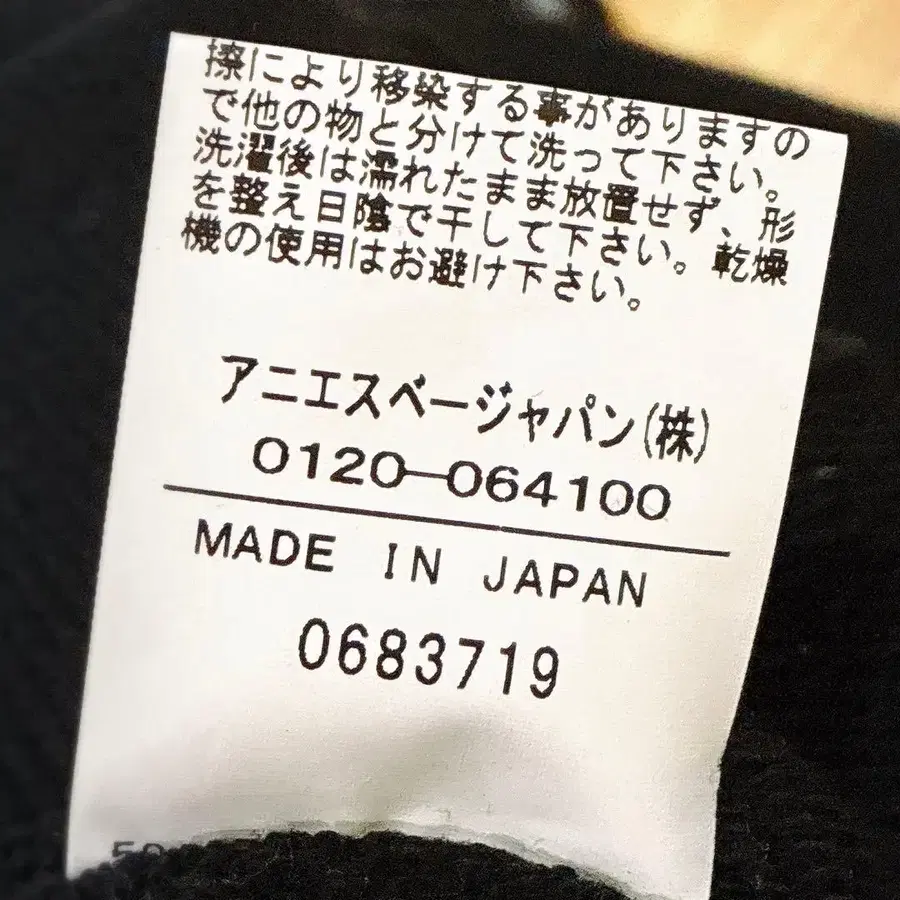 擦により移染する事がありますの
で他の物と分けて洗って下さい。
洗濯後は濡れたまま放置せず、形
を整え日陰で干して下さい。乾燥
機の使用はお避け下さい。
アニエスベージャパン(株)
0120-064100
MADE IN JAPAN
0683719